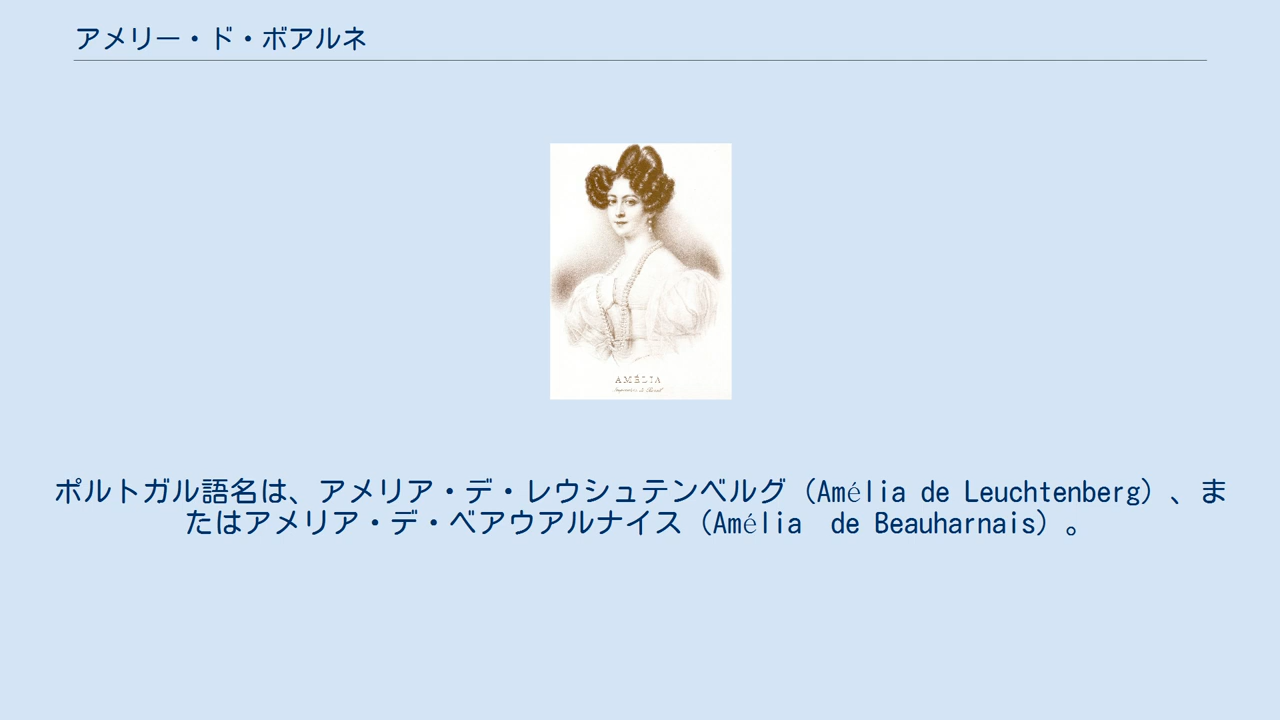 アメリー・ド・ボアルネ
AMÉLIA
ポルトガル語名は、アメリア・デ・レウシュテンベルグ（Amélia de Leuchtenberg）、ま
たはアメリア・デ・ベアウアルナイス（Amélia　de Beauharnais）。